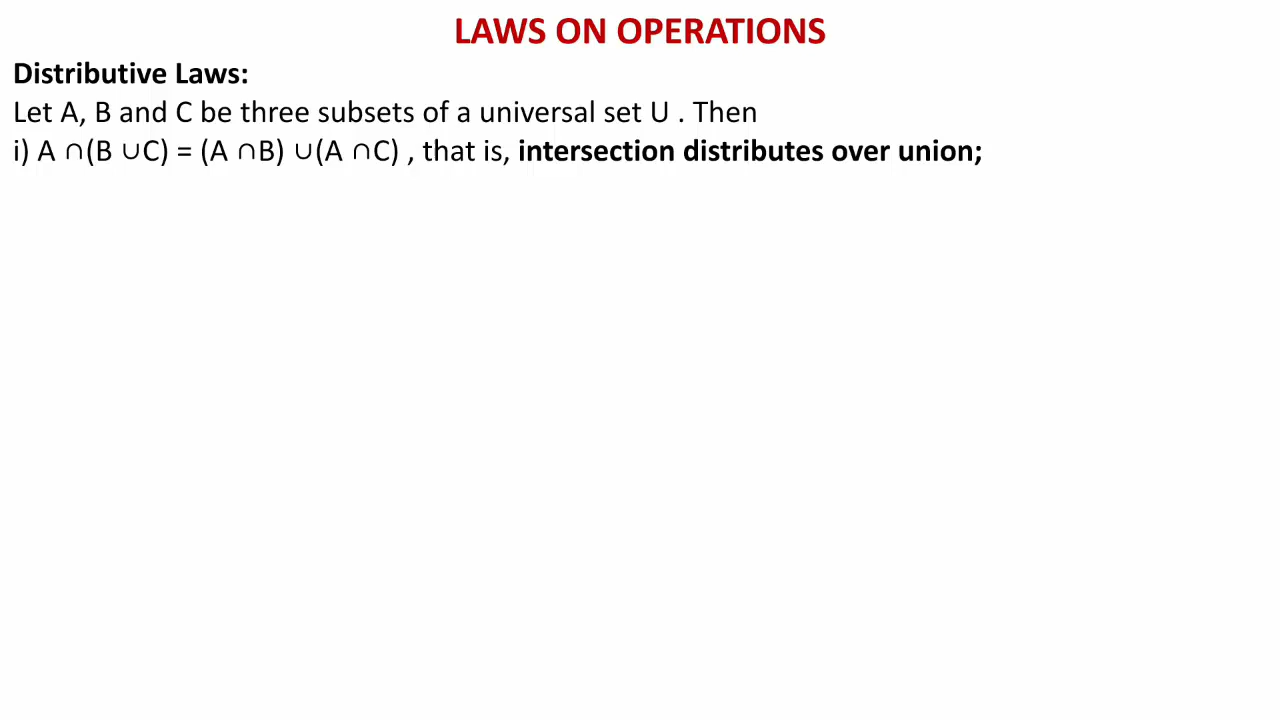 LAWS ON OPERATIONS
Distributive Laws:
Let A, B and C be three subsets of a universal set U . Then
i) A ∩(B ∪C) = (A ∩B) ∪(A ∩C) , that is, intersection distributes over union;